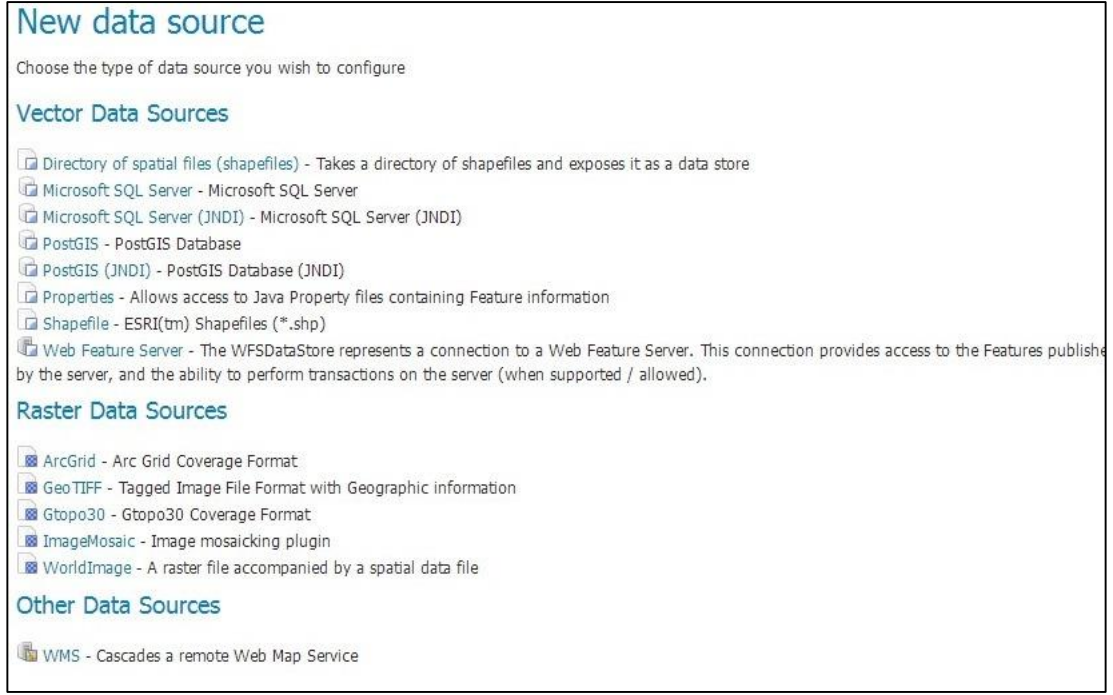 New data source
Choose the type of data source you wish to configure
Vector Data Sources
Directory of spatial files (shapefiles) - Takes a directory of shapefiles and exposes it as a data store
Microsoft SQL Server - Microsoft SQL Server
Microsoft SQL Server (JNDI) - Microsoft SQL Server (JNDI)
PostGIS - PostGIS Database
PostGIS (JNDI) - PostGIS Database (JNDI)
Properties - Allows access to Java Property files containing Feature information
Shapefile - ESRI(tm) Shapefiles (*.shp)
Web Feature Server - The WFSDataStore represents a connection to a Web Feature Server. This connection provides access to the Features publishe
by the server, and the ability to perform transactions on the server (when supported / allowed).
Raster Data Sources
ArcGrid - Arc Grid Coverage Format
GeoTIFF - Tagged Image File Format with Geographic information
Gtopo30 - Gtopo30 Coverage Format
ImageMosaic - Image mosaicking plugin
WorldImage - A raster file accompanied by a spatial data file
Other Data Sources
WMS - Cascades a remote Web Map Service